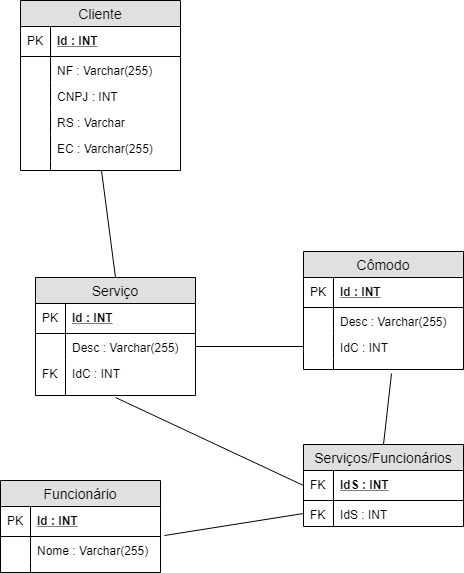 Cliente
PK Id : INT
NF : Varchar(255)
CNPJ : INT
RS : Varchar
EC : Varchar(255)
Serviço
PK Id : INT
Desc : Varchar(255)
FK IdC : INT
Cômodo
PK Id : INT
Desc : Varchar(255)
IdC : INT
Serviços/Funcionários
FK IdS : INT
FK IdS : INT
Funcionário
PK Id : INT
Nome : Varchar(255)